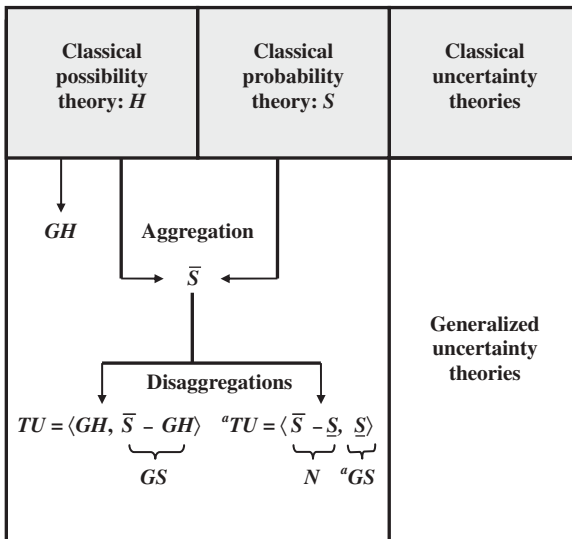 Classical
possibility
theory: H
Classical
probability
theory: S
Classical
uncertainty
theories
GH
Aggregation
S̅
Generalized
uncertainty
theories
Disaggregations
TU = ⟨GH, S̅ – GH⟩
GS
ᵃTU = ⟨S̅ – S̲, S̲⟩
N
ᵃGS